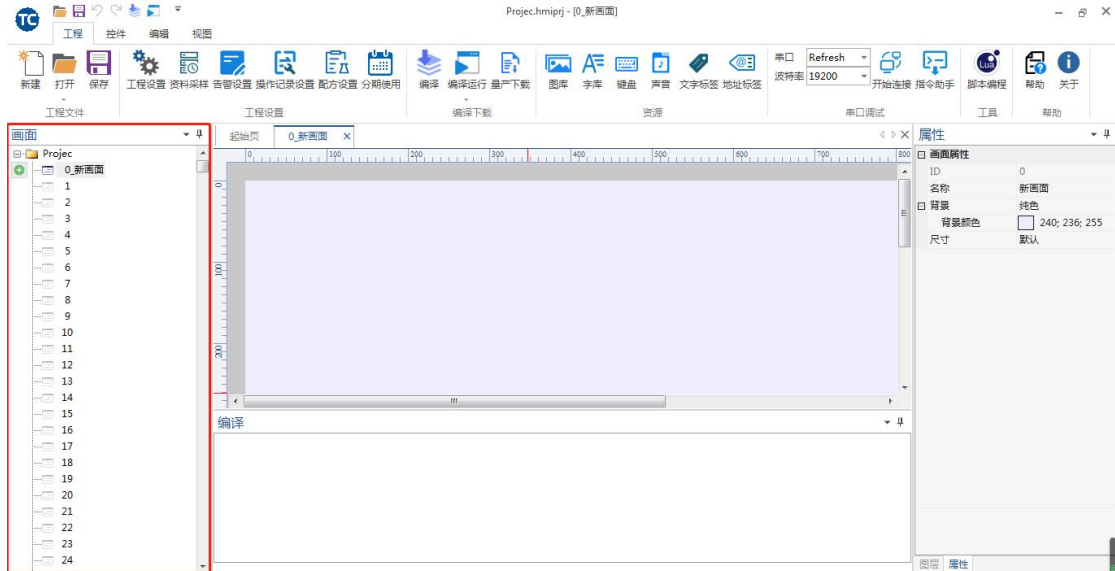 TC
Projec.hmiprj - [0_新画面]
工程 控件 编辑 视图
新建 打开 保存 工程设置 资料采样 告警设置 操作记录设置 配方设置 分期使用 编译 编译运行 量产下载 图库 字库 键盘 声音 文字标签 地址标签 串口 Refresh 波特率 19200 开始连接 指令助手 Lua 脚本编程 帮助 关于
工程文件 工程设置 编译下载 资源 串口调试 工具 帮助
画面
Projec
0_新画面
1
2
3
4
5
6
7
8
9
10
11
12
13
14
15
16
17
18
19
20
21
22
23
24
起始页 0_新画面
0 100 200 300 400 500 600 700 800
0
100
200
编译
属性
画面属性
ID 0
名称 新画面
背景 纯色
背景颜色 240; 236; 255
尺寸 默认
图层 属性